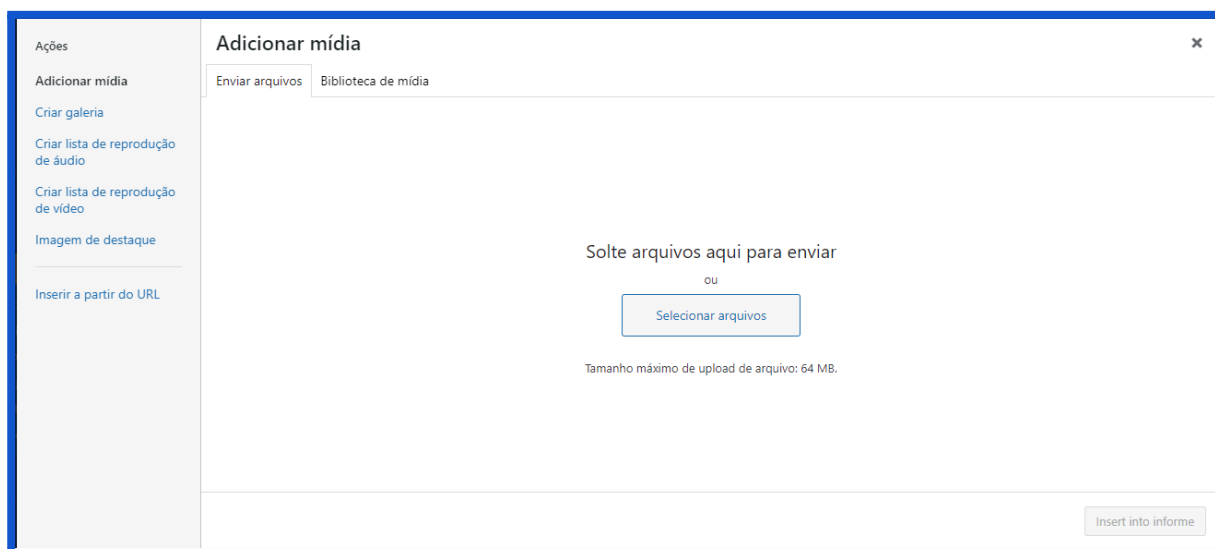 Ações
Adicionar mídia
Criar galeria
Criar lista de reprodução
de áudio
Criar lista de reprodução
de vídeo
Imagem de destaque
Inserir a partir do URL
Adicionar mídia
Enviar arquivos
Biblioteca de mídia
Solte arquivos aqui para enviar
ou
Selecionar arquivos
Tamanho máximo de upload de arquivo: 64 MB.
Insert into informe